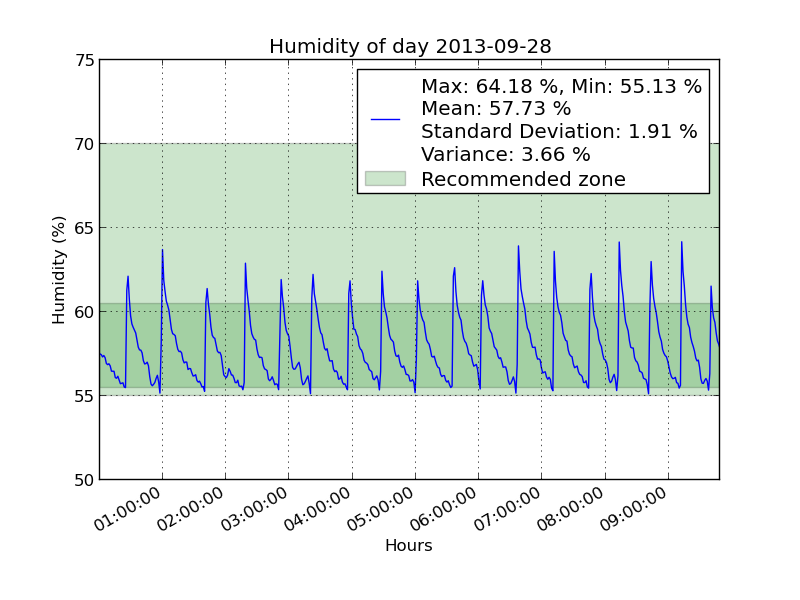 Humidity of day 2013-09-28
Max: 64.18 %, Min: 55.13 %
Mean: 57.73 %
Standard Deviation: 1.91 %
Variance: 3.66 %
Recommended zone
Humidity (%)
75
70
65
60
55
50
01:00:00
02:00:00
03:00:00
04:00:00
05:00:00
06:00:00
07:00:00
08:00:00
09:00:00
Hours